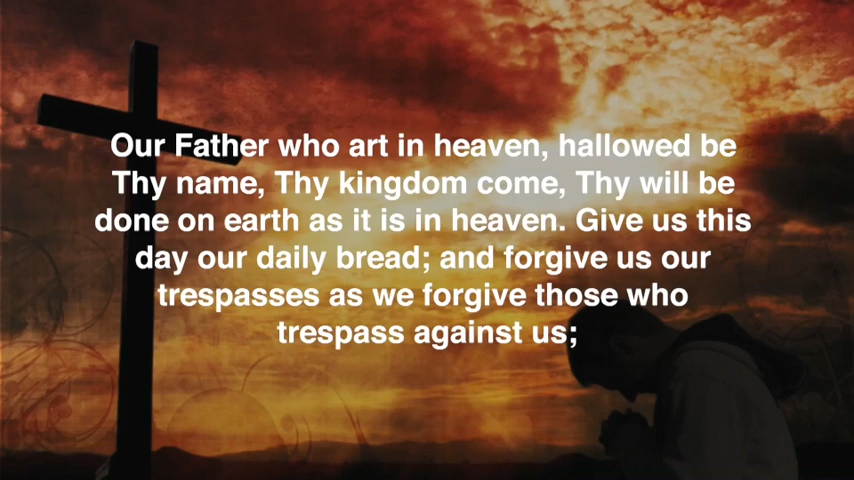 Our Father who art in heaven, hallowed be
Thy name, Thy kingdom come, Thy will be
done on earth as it is in heaven. Give us this
day our daily bread; and forgive us our
trespasses as we forgive those who
trespass against us;